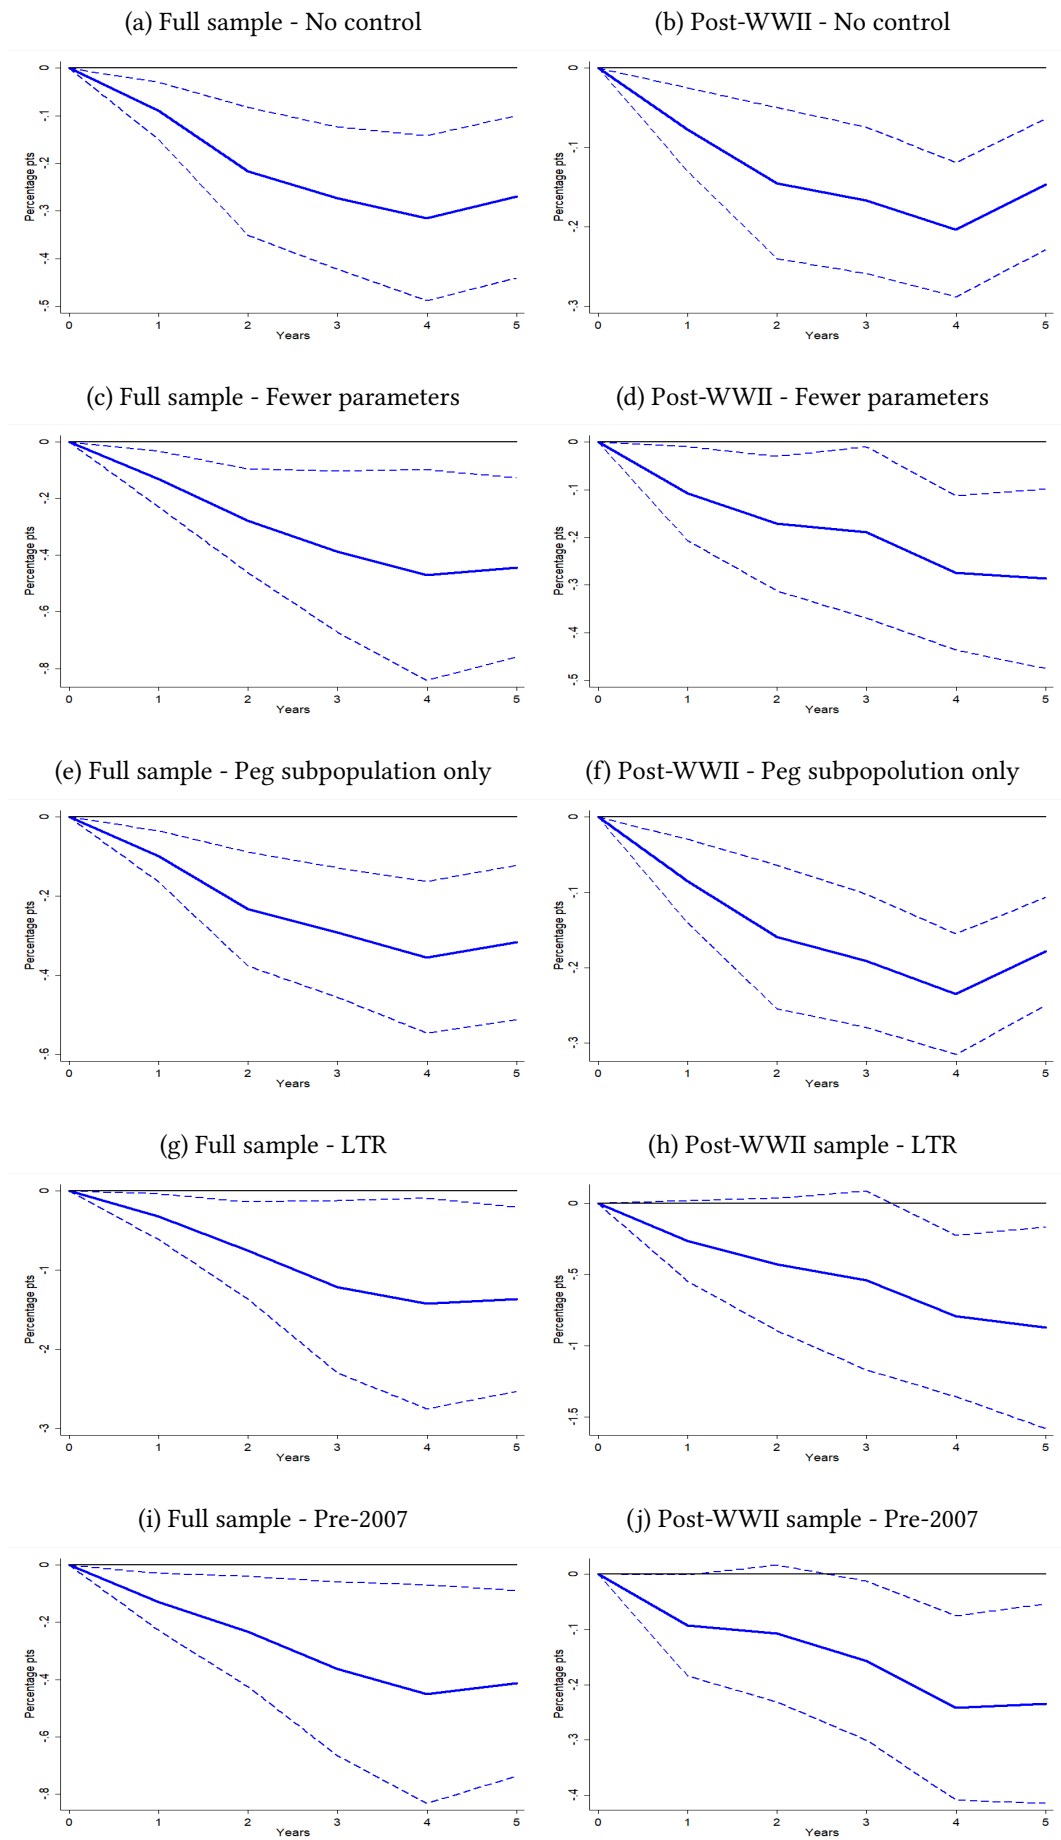 (a) Full sample - No control
(b) Post-WWII - No control
Percentage pts
0
-.1
-.2
-.3
-.4
-.5
0 1 2 3 4 5
Years
Percentage pts
0
-.1
-.2
-.3
0 1 2 3 4 5
Years
(c) Full sample - Fewer parameters
(d) Post-WWII - Fewer parameters
Percentage pts
0
-.2
-.4
-.6
-.8
0 1 2 3 4 5
Years
Percentage pts
0
-.1
-.2
-.3
-.4
-.5
0 1 2 3 4 5
Years
(e) Full sample - Peg subpopulation only
(f) Post-WWII - Peg subpopolution only
Percentage pts
0
-.2
-.4
-.6
0 1 2 3 4 5
Years
Percentage pts
0
-.1
-.2
-.3
0 1 2 3 4 5
Years
(g) Full sample - LTR
(h) Post-WWII sample - LTR
Percentage pts
0
-1
-2
-3
0 1 2 3 4 5
Years
Percentage pts
0
-.5
-1
-1.5
0 1 2 3 4 5
Years
(i) Full sample - Pre-2007
(j) Post-WWII sample - Pre-2007
Percentage pts
0
-.2
-.4
-.6
-.8
0 1 2 3 4 5
Years
Percentage pts
0
-.1
-.2
-.3
-.4
0 1 2 3 4 5
Years